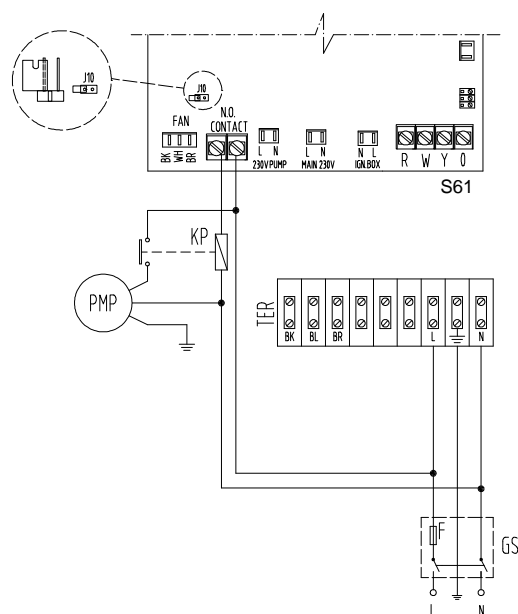 J10
J10
FAN
N.O.
CONTACT
BK
WH
BR
L N
230V PUMP
L N
MAIN 230V
N L
IGN.BOX
R W Y O
S61
KP
PMP
TER
BK BL BR L N
F
GS
L N